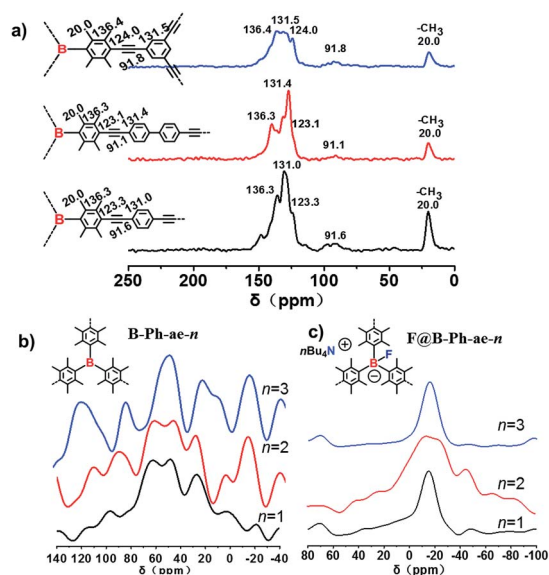 a)
20.0 136.4 124.0 131.5
91.8
B
136.4 131.5 124.0
91.8
-CH3
20.0
20.0 136.3 123.1 131.4
91.1
B
131.4
136.3 123.1
91.1
-CH3
20.0
20.0 136.3 123.3 131.0
91.6
B
131.0
136.3 123.3
91.6
-CH3
20.0
250 200 150 100 50 0
δ (ppm)
b)
B-Ph-ae-n
B
n=3
n=2
n=1
140 120 100 80 60 40 20 0 -20 -40
δ (ppm)
c)
F@B-Ph-ae-n
nBu4N + F
B
−
n=3
n=2
n=1
80 60 40 20 0 -20 -40 -60 -80 -100
δ (ppm)